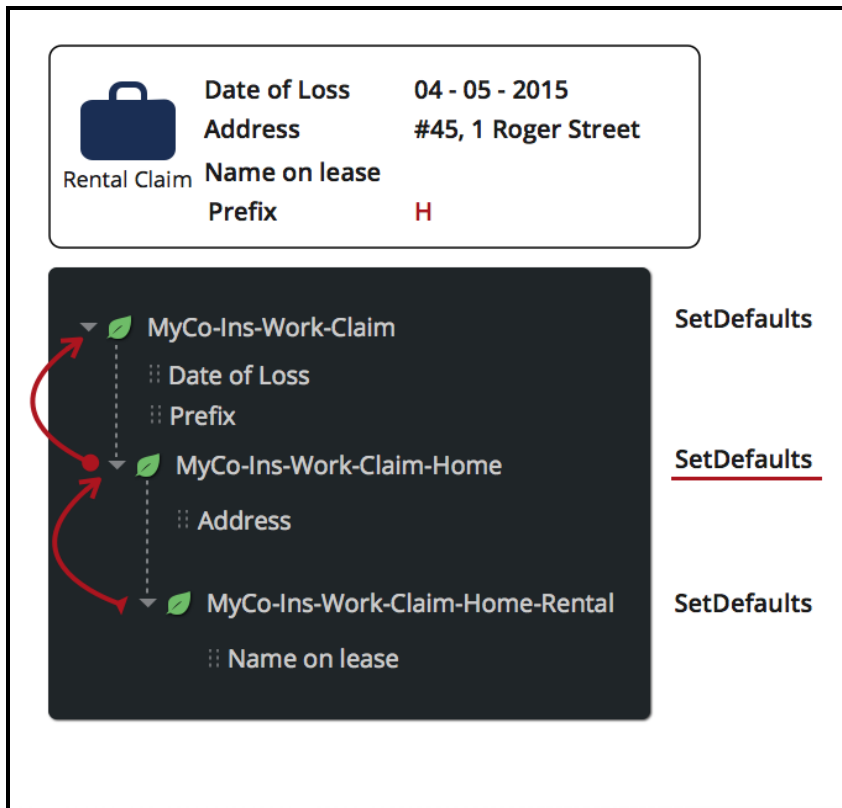 Date of Loss 04 - 05 - 2015
Address #45, 1 Roger Street
Rental Claim Name on lease
Prefix H
MyCo-Ins-Work-Claim SetDefaults
Date of Loss
Prefix
MyCo-Ins-Work-Claim-Home SetDefaults
Address
MyCo-Ins-Work-Claim-Home-Rental SetDefaults
Name on lease